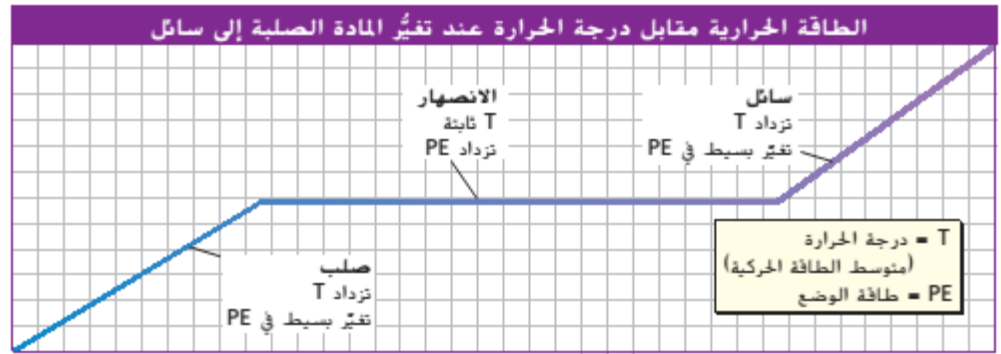 الطاقة الحرارية مقابل درجة الحرارة عند تغيُّر المادة الصلبة إلى سائل
سائل
تزداد T
تغيّر بسيط في PE
الانصهار
T ثابتة
تزداد PE
صلب
تزداد T
تغيّر بسيط في PE
T = درجة الحرارة
(متوسط الطاقة الحركية)
PE = طاقة الوضع